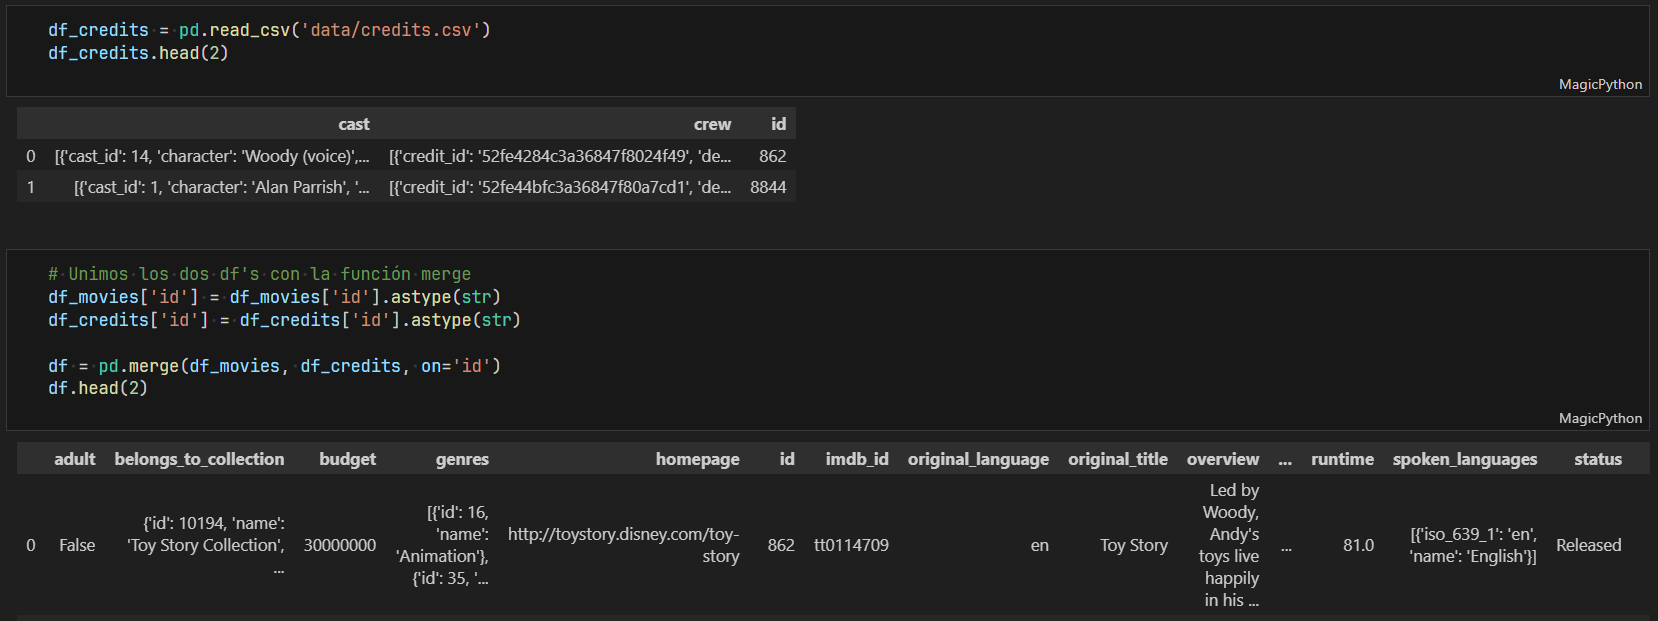 df_credits = pd.read_csv('data/credits.csv')
df_credits.head(2)
MagicPython
cast crew id
0 [{'cast_id': 14, 'character': 'Woody (voice)',... [{'credit_id': '52fe4284c3a36847f8024f49', 'de... 862
1 [{'cast_id': 1, 'character': 'Alan Parrish', '... [{'credit_id': '52fe44bfc3a36847f80a7cd1', 'de... 8844
# Unimos los dos df's con la función merge
df_movies['id'] = df_movies['id'].astype(str)
df_credits['id'] = df_credits['id'].astype(str)
df = pd.merge(df_movies, df_credits, on='id')
df.head(2)
MagicPython
adult belongs_to_collection budget genres homepage id imdb_id original_language original_title overview ... runtime spoken_languages status
0 False {'id': 10194, 'name': 'Toy Story Collection', ... 30000000 [{'id': 16, 'name': 'Animation'}, {'id': 35, '... http://toystory.disney.com/toy-story 862 tt0114709 en Toy Story Led by Woody, Andy's toys live happily in his ... ... 81.0 [{'iso_639_1': 'en', 'name': 'English'}] Released